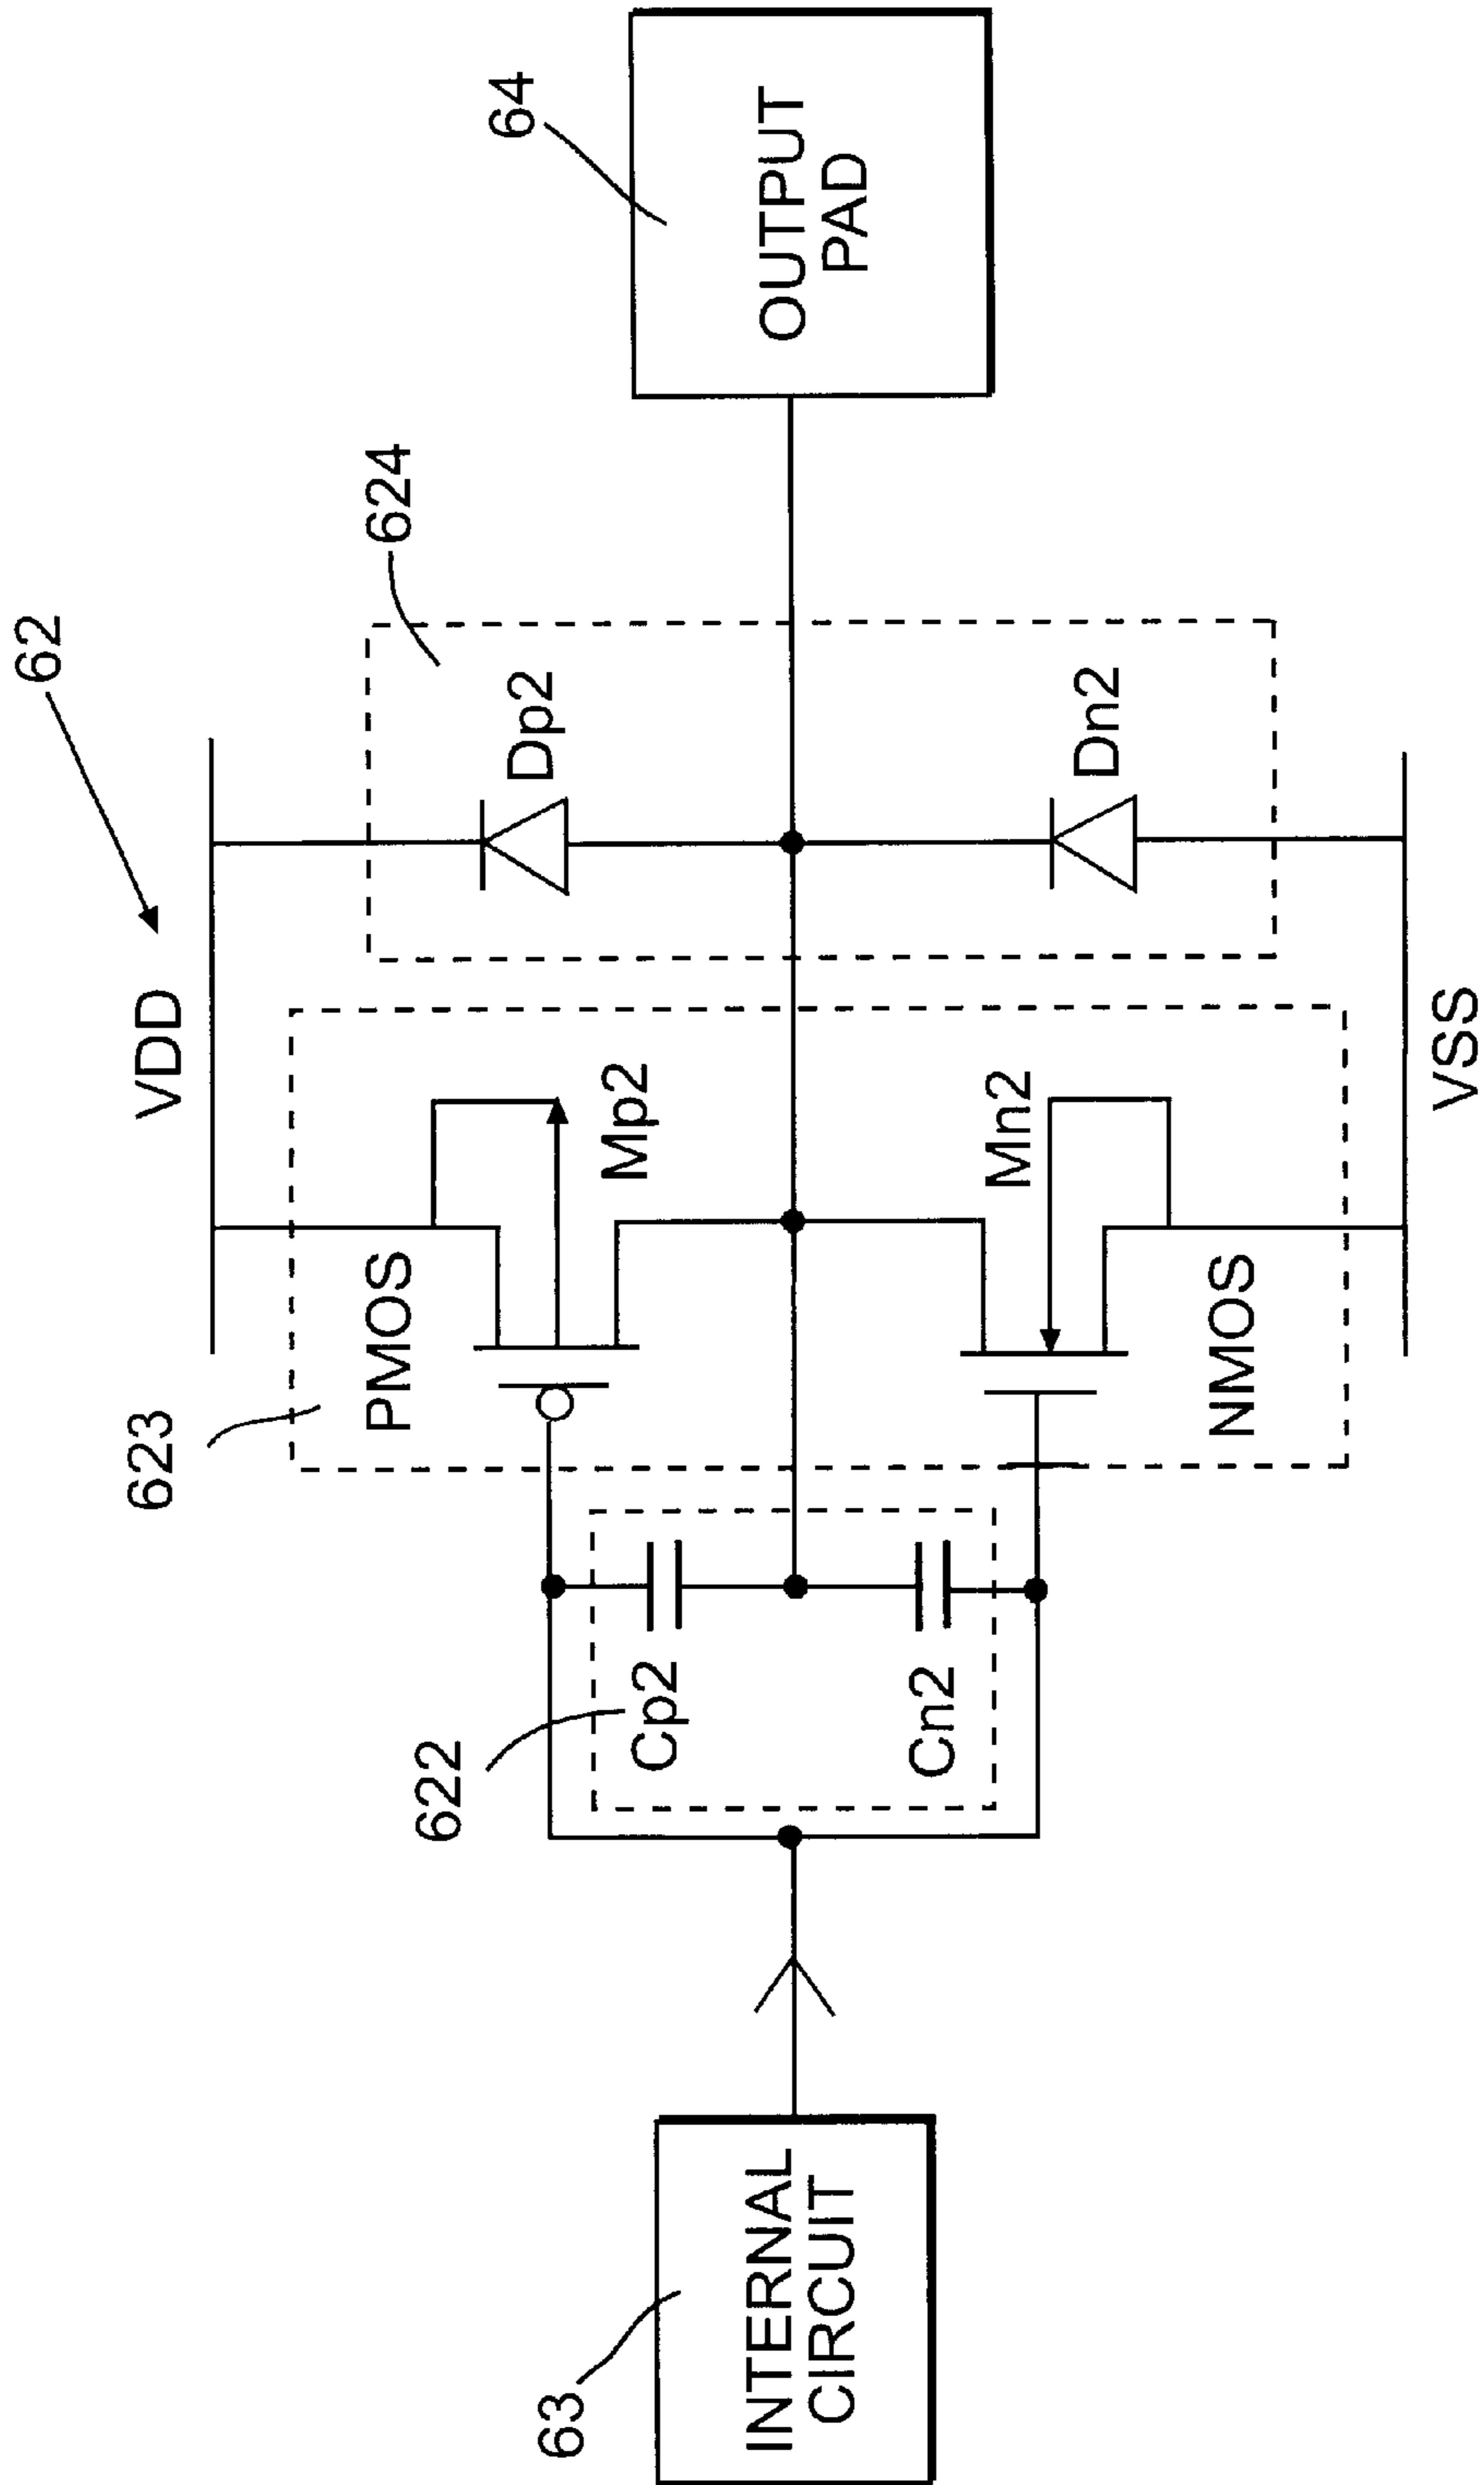 62
VDD
623
PMOS
Mp2
624
Dp2
64
OUTPUT
PAD
622
Cp2
63
INTERNAL
CIRCUIT
Cn2
Mn2
NMOS
Dn2
VSS